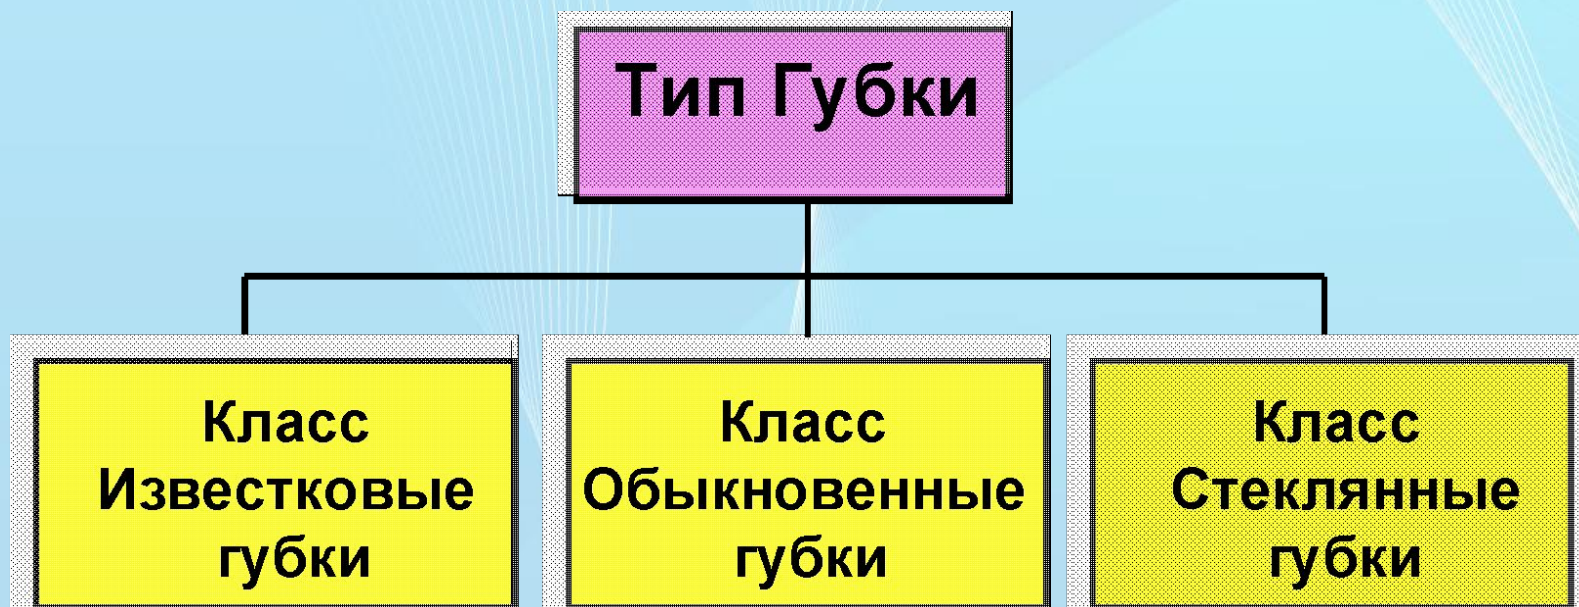 Тип Губки
Класс
Известковые
губки
Класс
Обыкновенные
губки
Класс
Стеклянные
губки